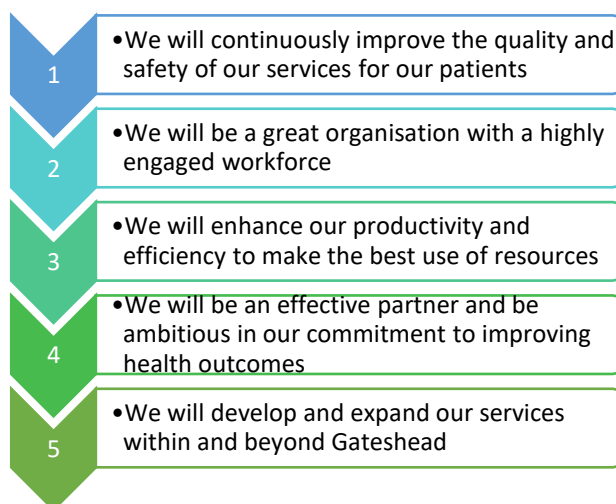 1
•We will continuously improve the quality and
safety of our services for our patients
2
•We will be a great organisation with a highly
engaged workforce
3
•We will enhance our productivity and
efficiency to make the best use of resources
4
•We will be an effective partner and be
ambitious in our commitment to improving
health outcomes
5
•We will develop and expand our services
within and beyond Gateshead